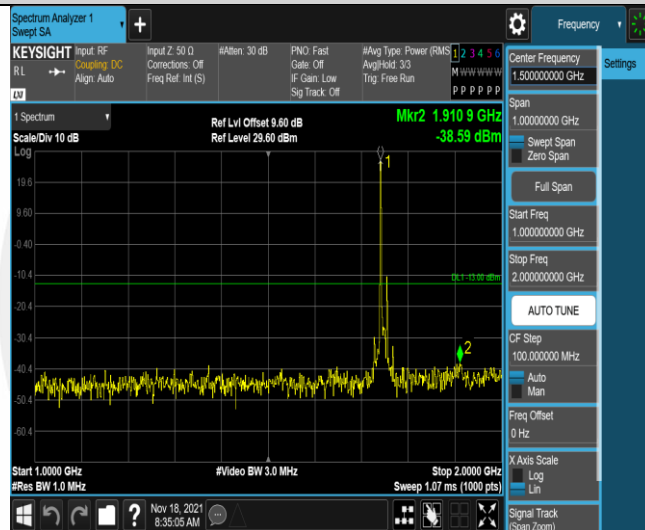 Spectrum Analyzer 1
Swept SA
Frequency
KEYSIGHT
R L
LXI
Input: RF
Coupling: DC
Align: Auto
Input Z: 50 Ω
Corrections: Off
Freq Ref: Int (S)
#Atten: 30 dB
PNO: Fast
Gate: Off
IF Gain: Low
Sig Track: Off
#Avg Type: Power (RMS
Avg|Hold: 3/3
Trig: Free Run
1 2 3 4 5 6
M W W W W W
P P P P P P
Center Frequency
1.500000000 GHz
Settings
Span
1.00000000 GHz
Swept Span
Zero Span
Full Span
Start Freq
1.000000000 GHz
Stop Freq
2.000000000 GHz
AUTO TUNE
CF Step
100.000000 MHz
Auto
Man
Freq Offset
0 Hz
X Axis Scale
Log
Lin
Signal Track
(Span Zoom)
1 Spectrum
Scale/Div 10 dB
Ref Lvl Offset 9.60 dB
Ref Level 29.60 dBm
Mkr2 1.910 9 GHz
-38.59 dBm
Log
19.6
9.60
-0.40
-10.4
-20.4
-30.4
-40.4
-50.4
-60.4
1
DL1 -13.00 dBm
2
Start 1.0000 GHz
#Res BW 1.0 MHz
#Video BW 3.0 MHz
Stop 2.0000 GHz
Sweep 1.07 ms (1000 pts)
?
Nov 18, 2021
8:35:05 AM